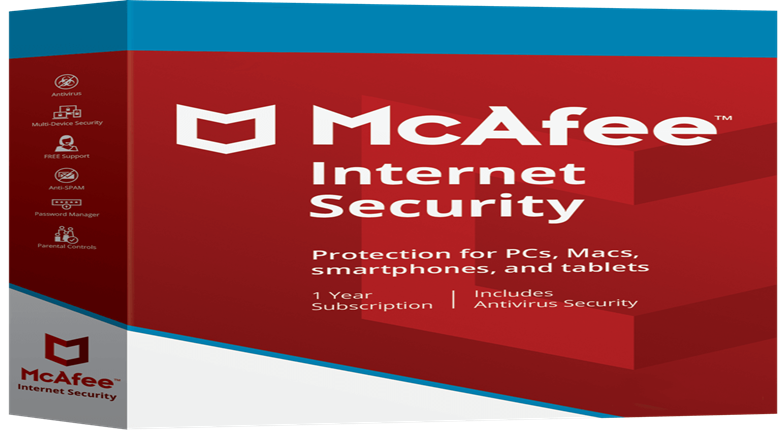 Antivirus
Multi-Device Security
FREE Support
Anti-SPAM
Password Manager
Parental Controls
McAfee™
Internet Security
McAfee™
Internet
Security
Protection for PCs, Macs,
smartphones, and tablets
1 Year
Subscription
Includes
Antivirus Security